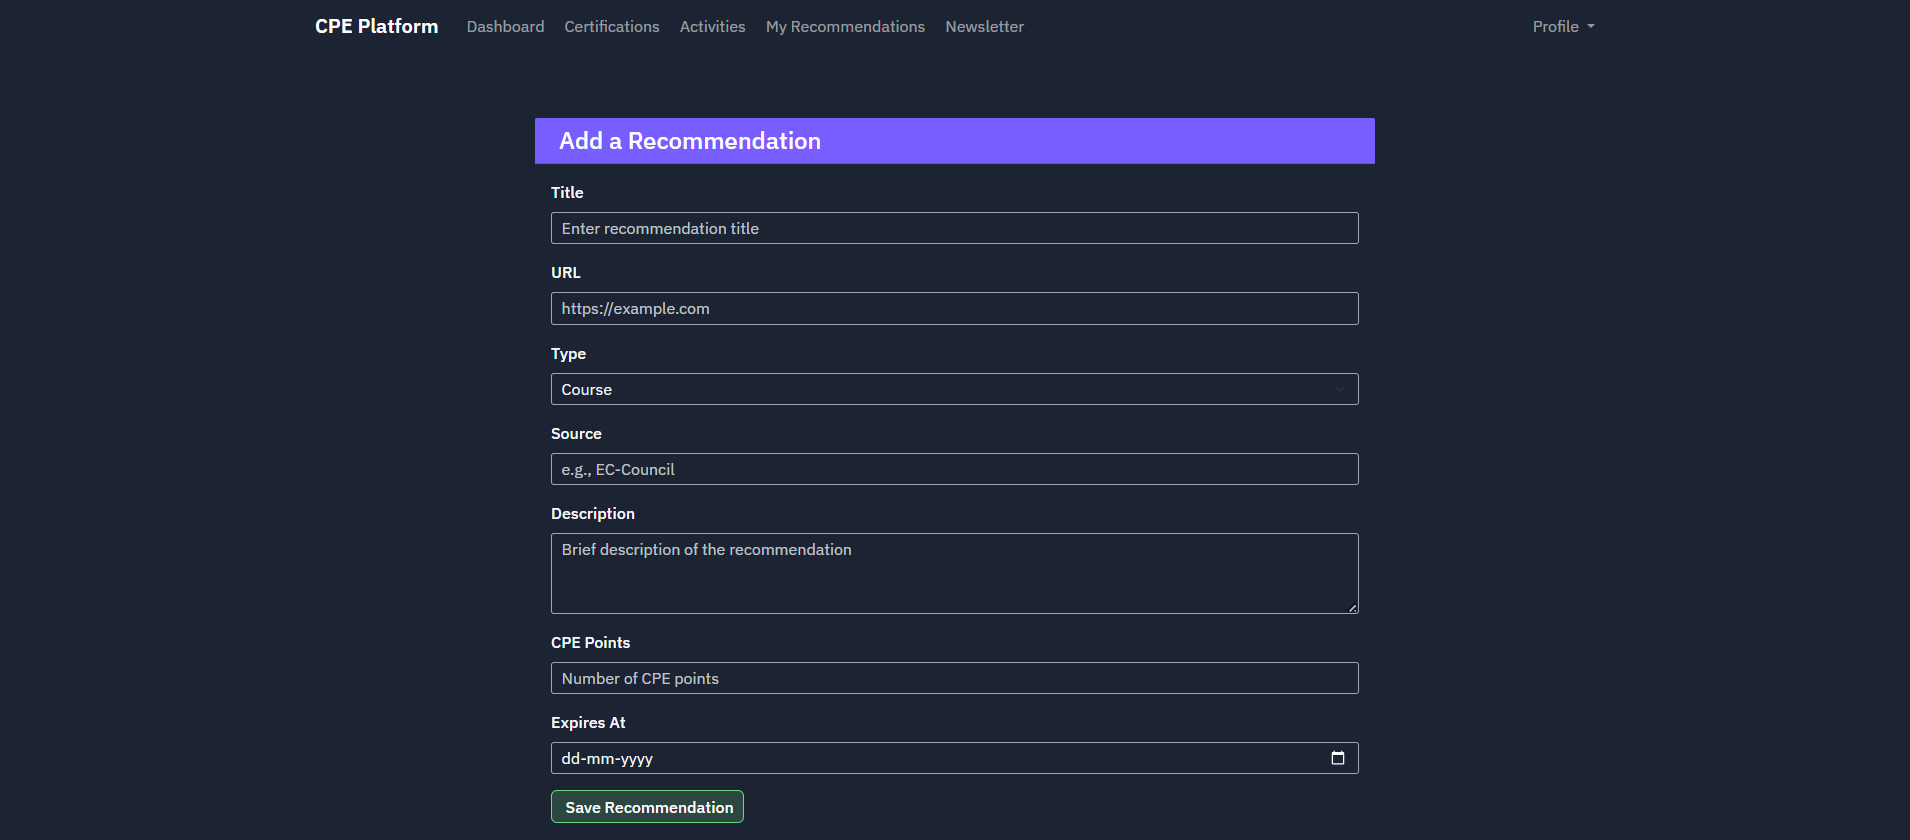 CPE Platform Dashboard Certifications Activities My Recommendations Newsletter Profile
Add a Recommendation
Title
Enter recommendation title
URL
https://example.com
Type
Course
Source
e.g., EC-Council
Description
Brief description of the recommendation
CPE Points
Number of CPE points
Expires At
dd-mm-yyyy
Save Recommendation